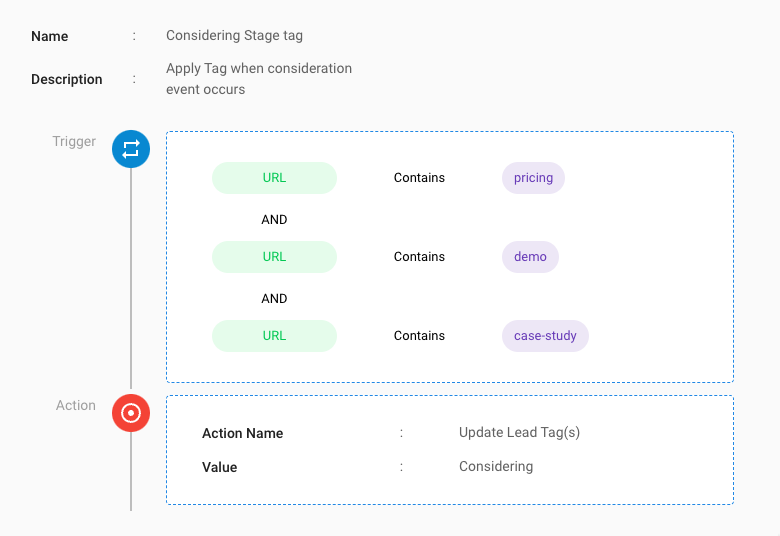 Name : Considering Stage tag
Description : Apply Tag when consideration
event occurs
Trigger
URL Contains pricing
AND
URL Contains demo
AND
URL Contains case-study
Action
Action Name : Update Lead Tag(s)
Value : Considering